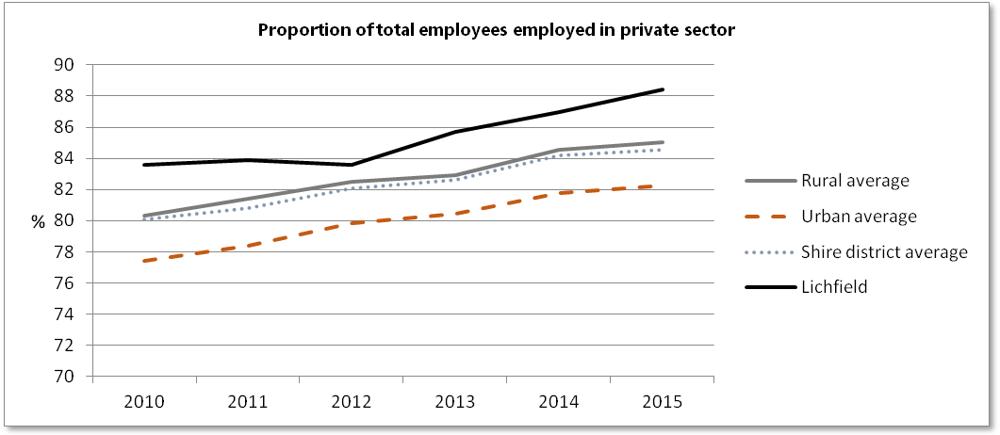 Proportion of total employees employed in private sector
90
88
86
84
82
80
78
76
74
72
70
%
2010 2011 2012 2013 2014 2015
Rural average
Urban average
Shire district average
Lichfield